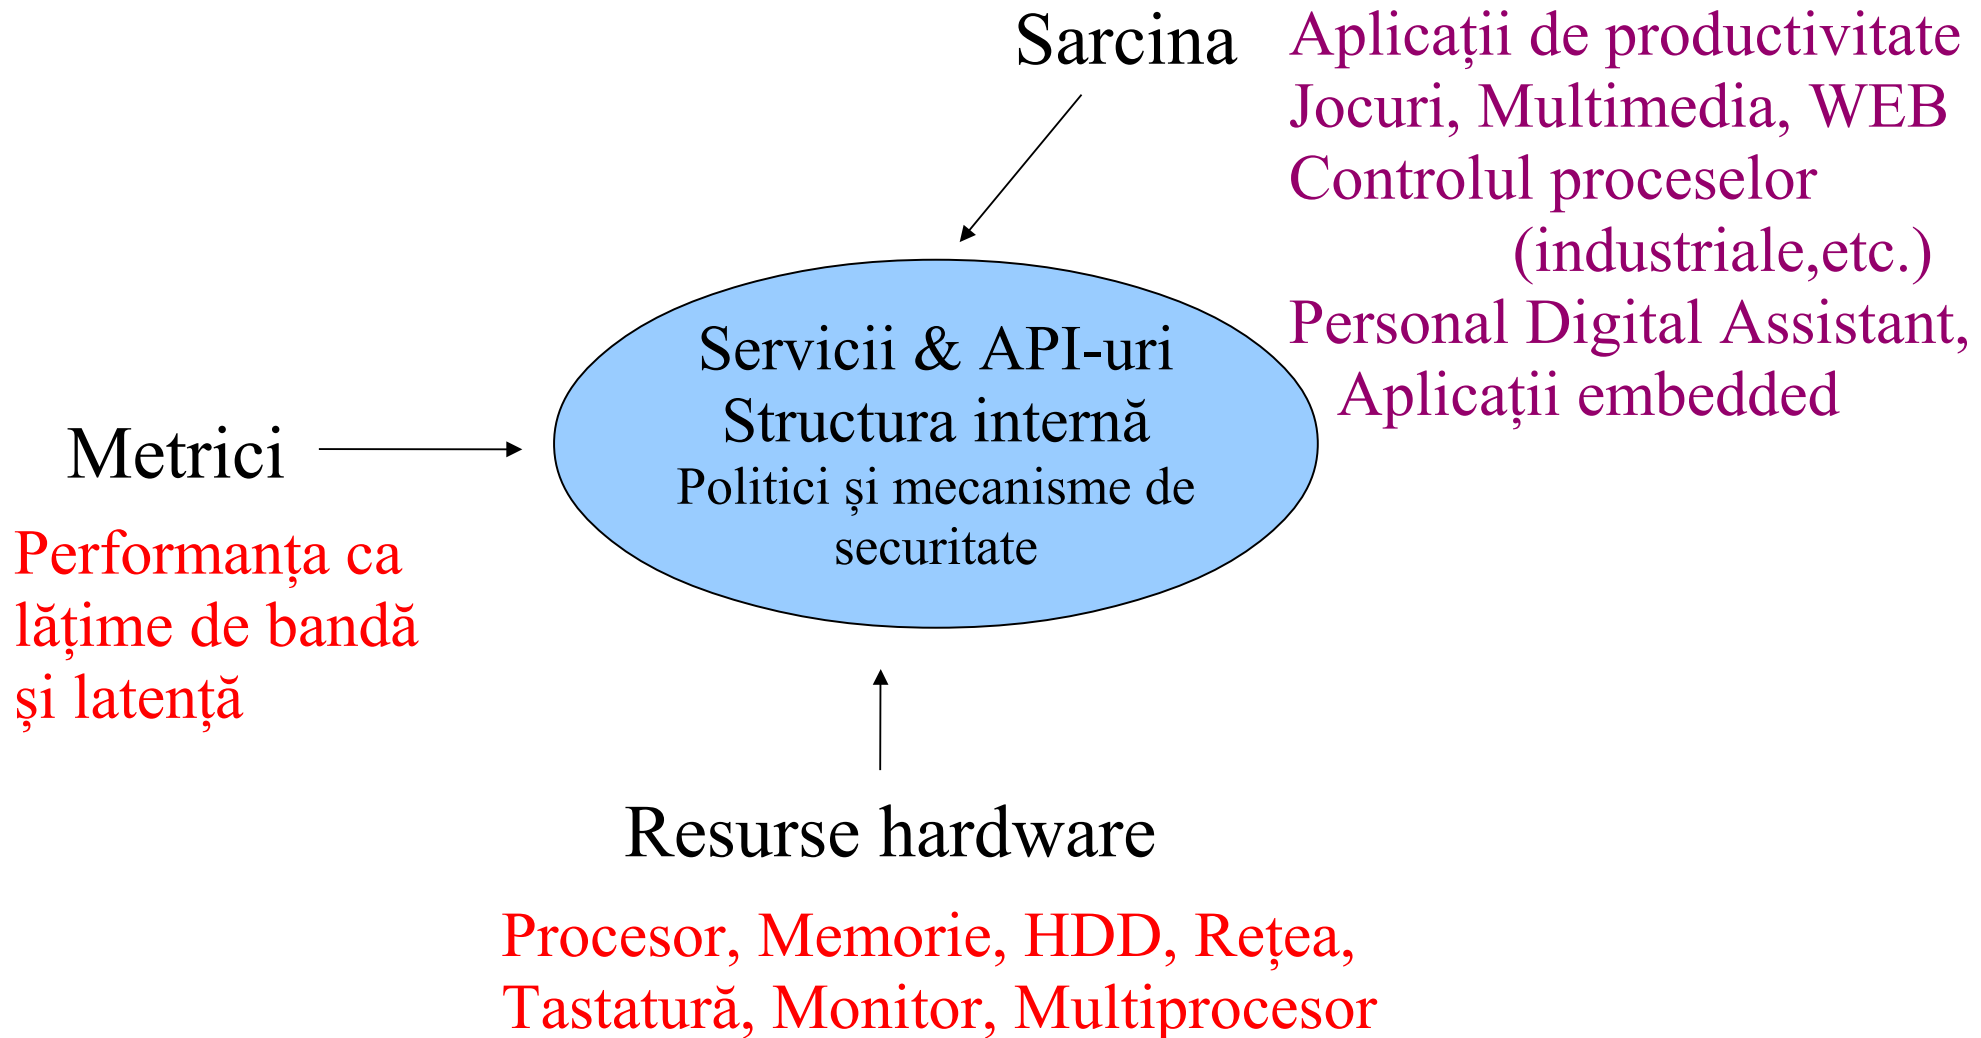 Sarcina
Aplicații de productivitate
Jocuri, Multimedia, WEB
Controlul proceselor
(industriale,etc.)
Personal Digital Assistant,
Aplicații embedded
Servicii & API-uri
Structura internă
Politici și mecanisme de
securitate
Metrici
Performanța ca
lățime de bandă
și latență
Resurse hardware
Procesor, Memorie, HDD, Rețea,
Tastatură, Monitor, Multiprocesor